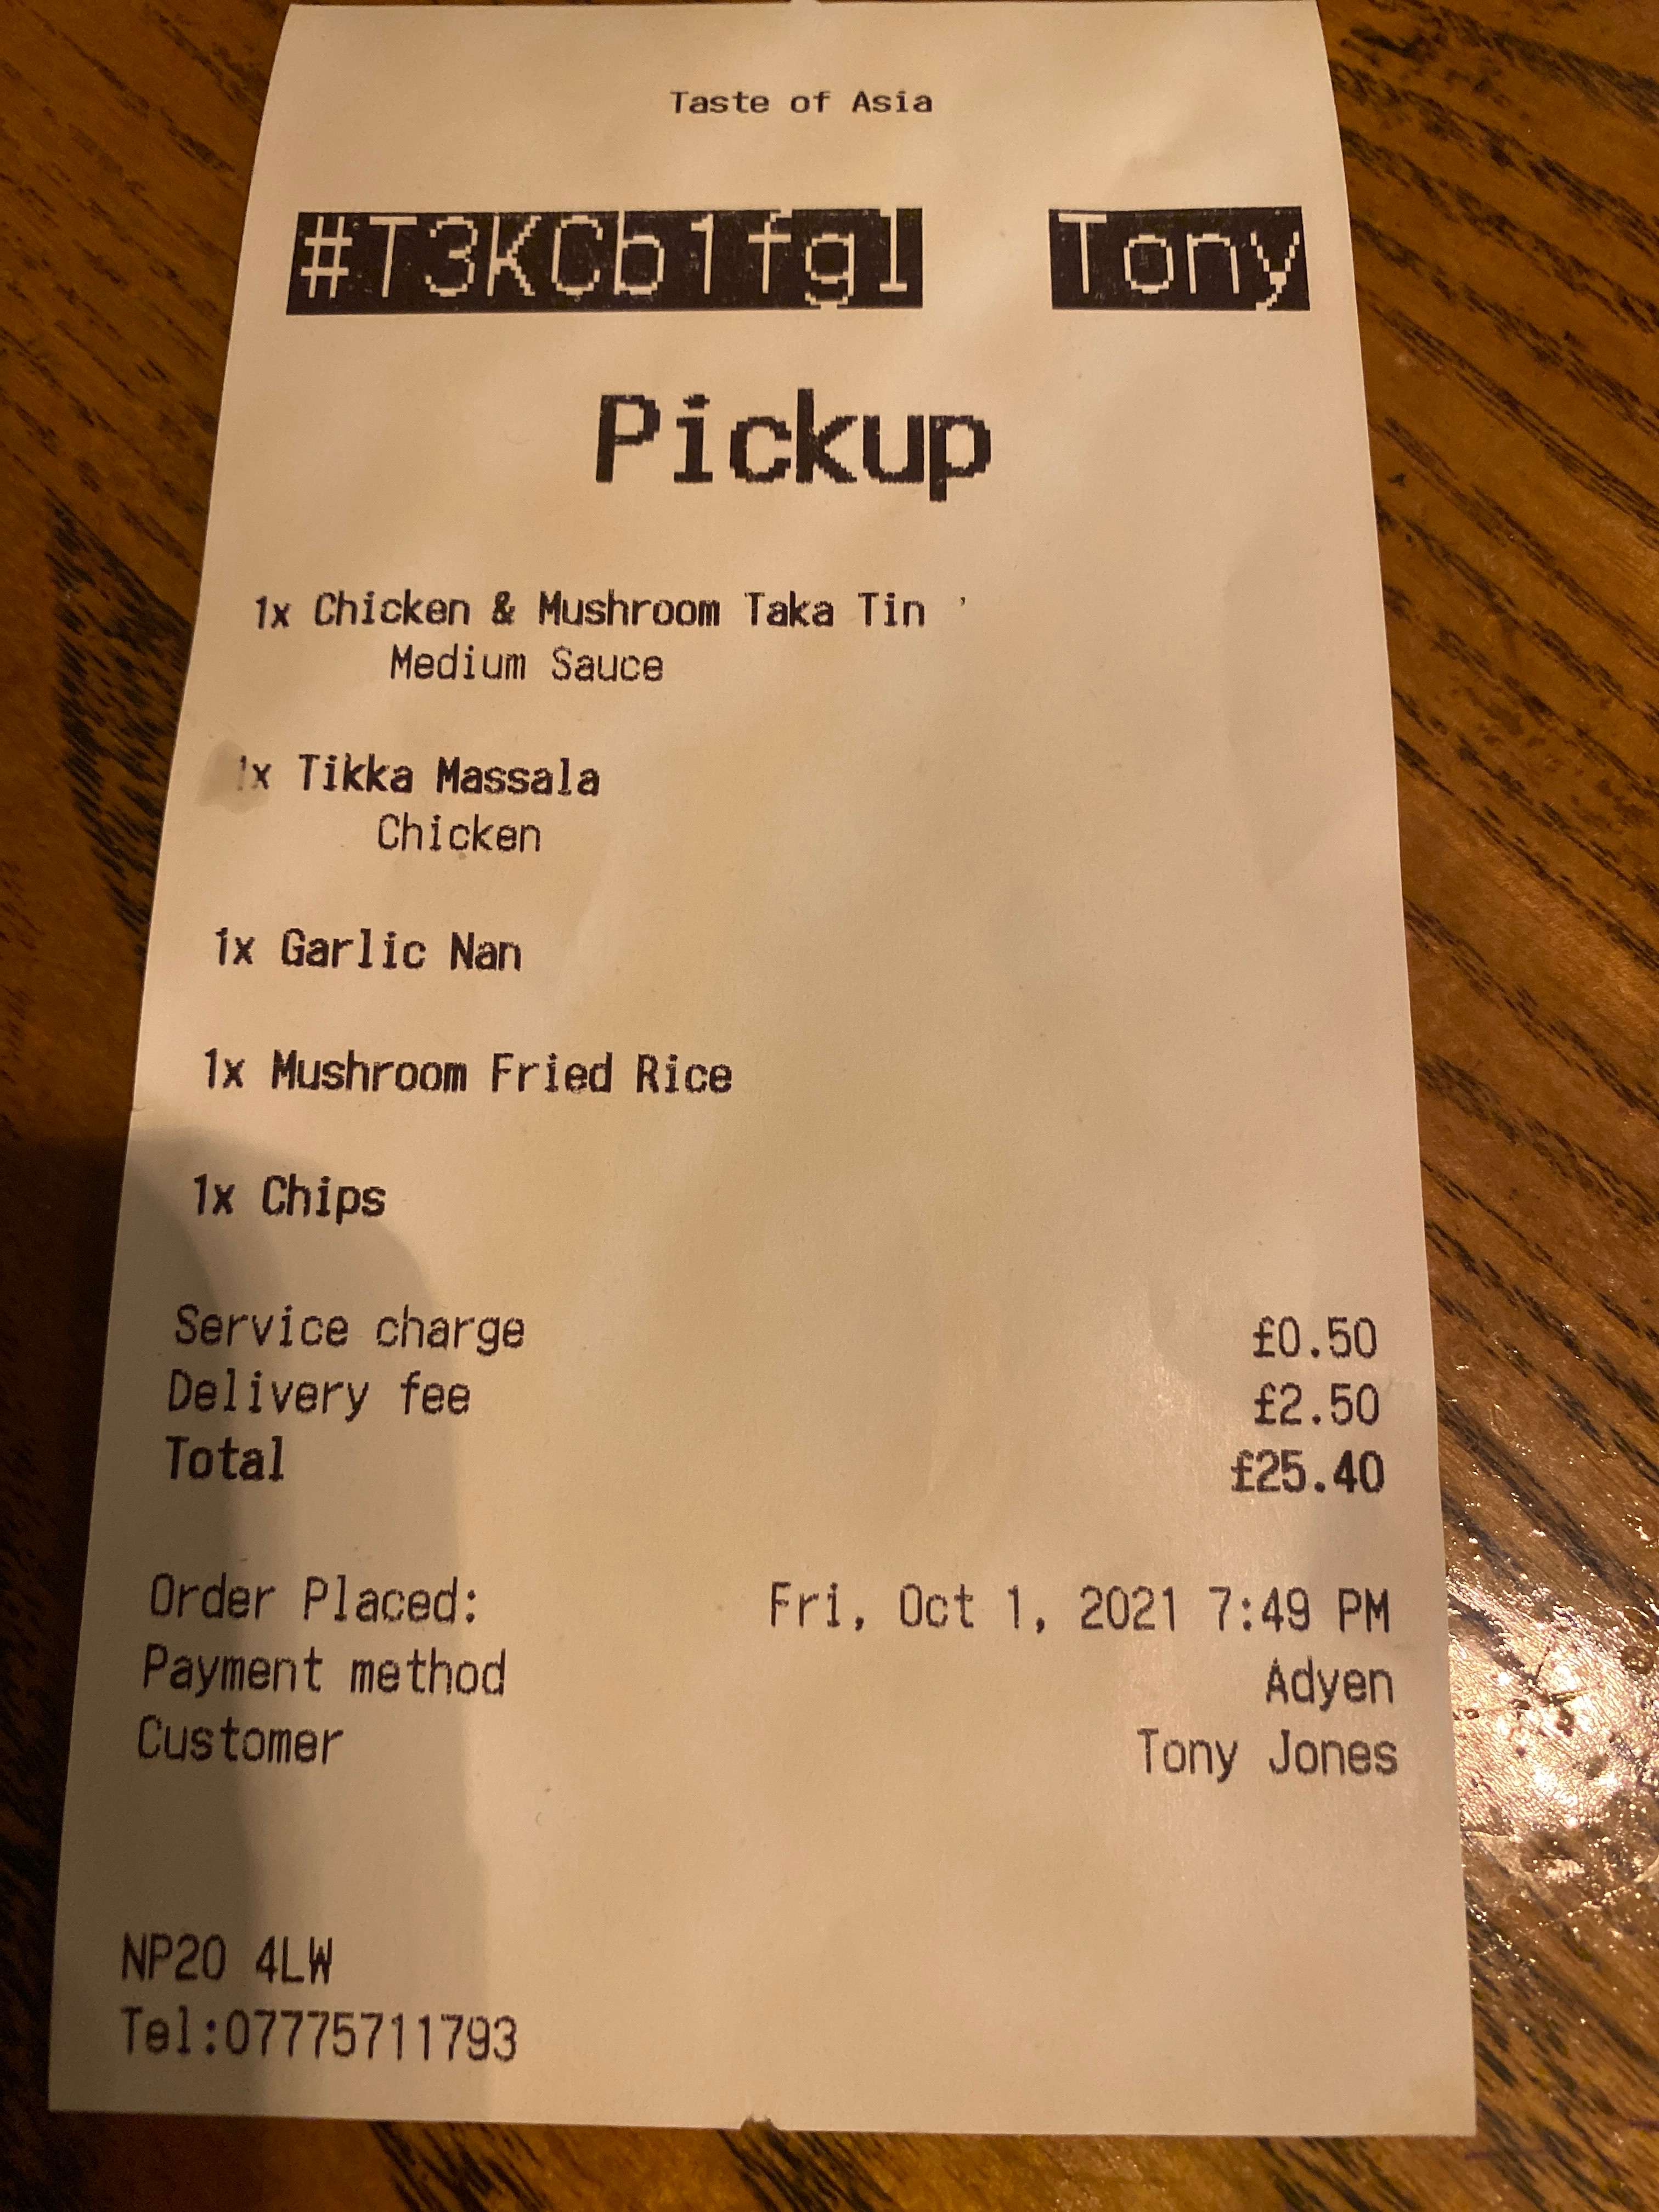 Taste of Asia
#T3KCb1fgl Tony
Pickup
1x Chicken & Mushroom Taka Tin
Medium Sauce
1x Tikka Massala
Chicken
1x Garlic Nan
1x Mushroom Fried Rice
1x Chips
Service charge £0.50
Delivery fee £2.50
Total £25.40
Order Placed: Fri, Oct 1, 2021 7:49 PM
Payment method Adyen
Customer Tony Jones
NP20 4LW
Tel:07775711793